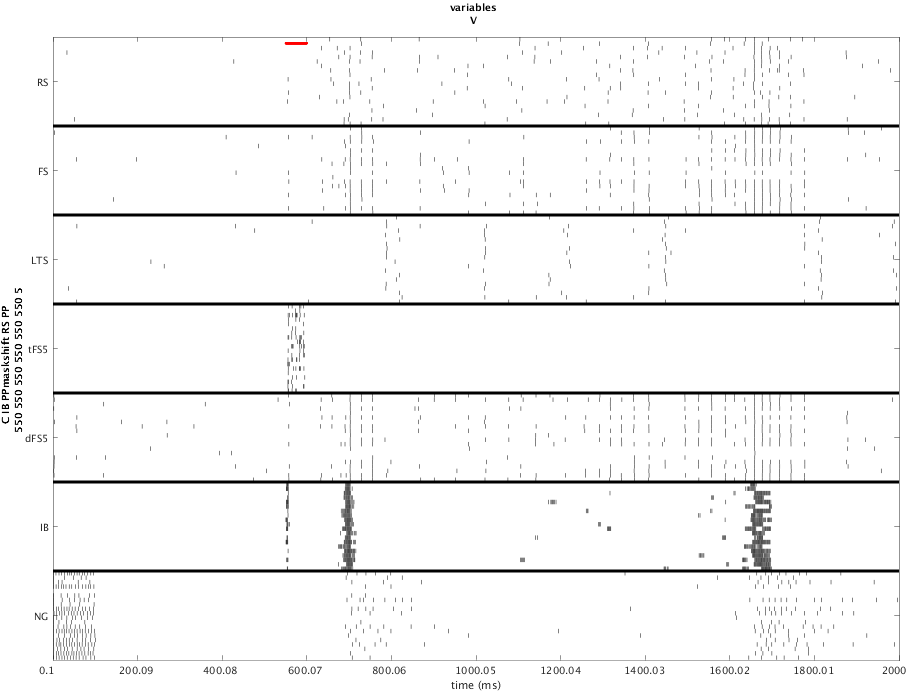 variables
V
RS
FS
LTS
tFS5
dFS5
IB
NG
C IB PPmaskshift RS PP
550 550 550 550 550 550 5
0.1 200.09 400.08 600.07 800.06 1000.05 1200.04 1400.03 1600.02 1800.01 2000
time (ms)